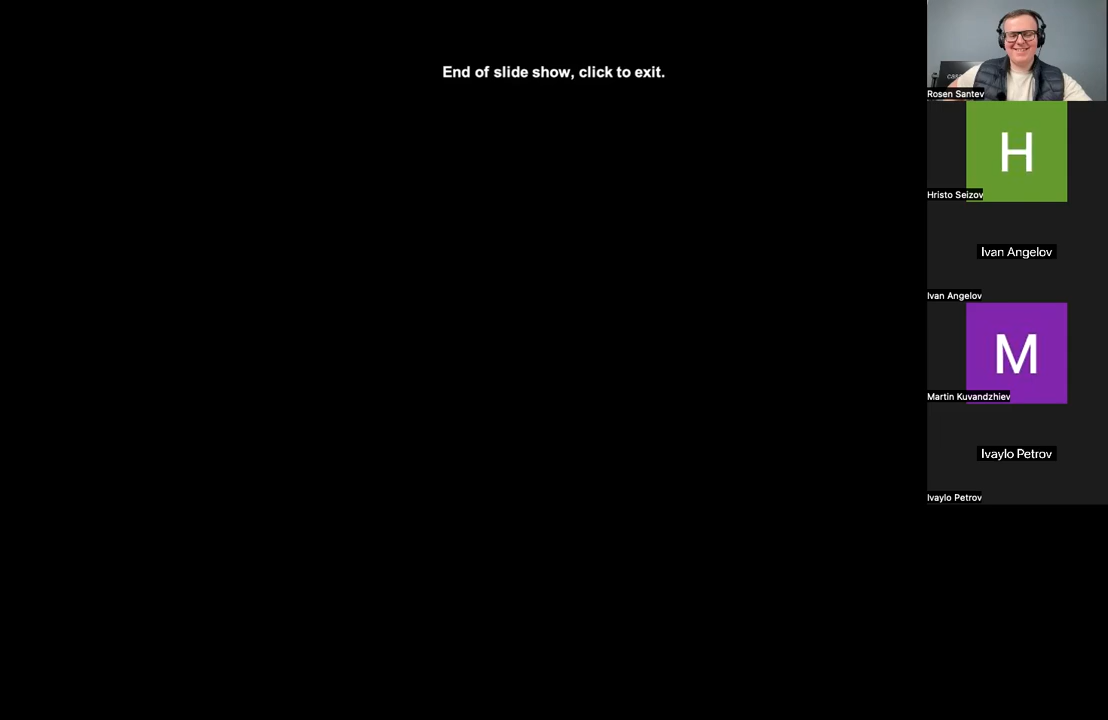 End of slide show, click to exit.
Rosen Santev
H
Hristo Seizov
Ivan Angelov
Ivan Angelov
M
Martin Kuvandzhiev
Ivaylo Petrov
Ivaylo Petrov